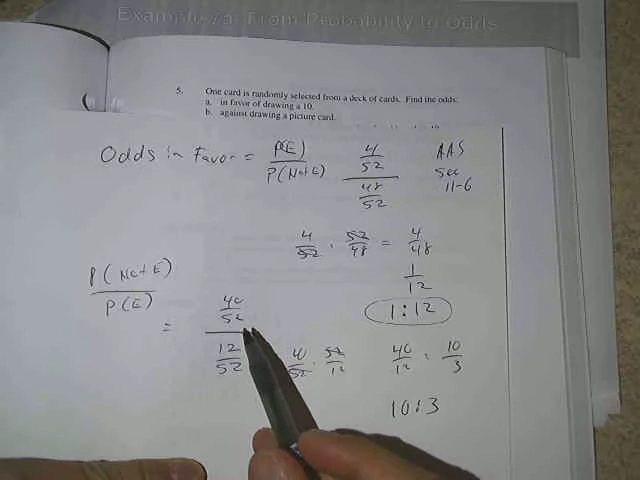 Example 7a: From Probability to Odds
5. One card is randomly selected from a deck of cards. Find the odds:
a. in favor of drawing a 10.
b. against drawing a picture card.
Odds in Favor = P(E) / P(Not E)
4/52 / 48/52
AAS
sec
11-6
4/52 · 52/48 = 4/48
1/12
1:12
P(Not E) / P(E) = 40/52 / 12/52
40/52 · 52/12
40/12 = 10/3
10:3